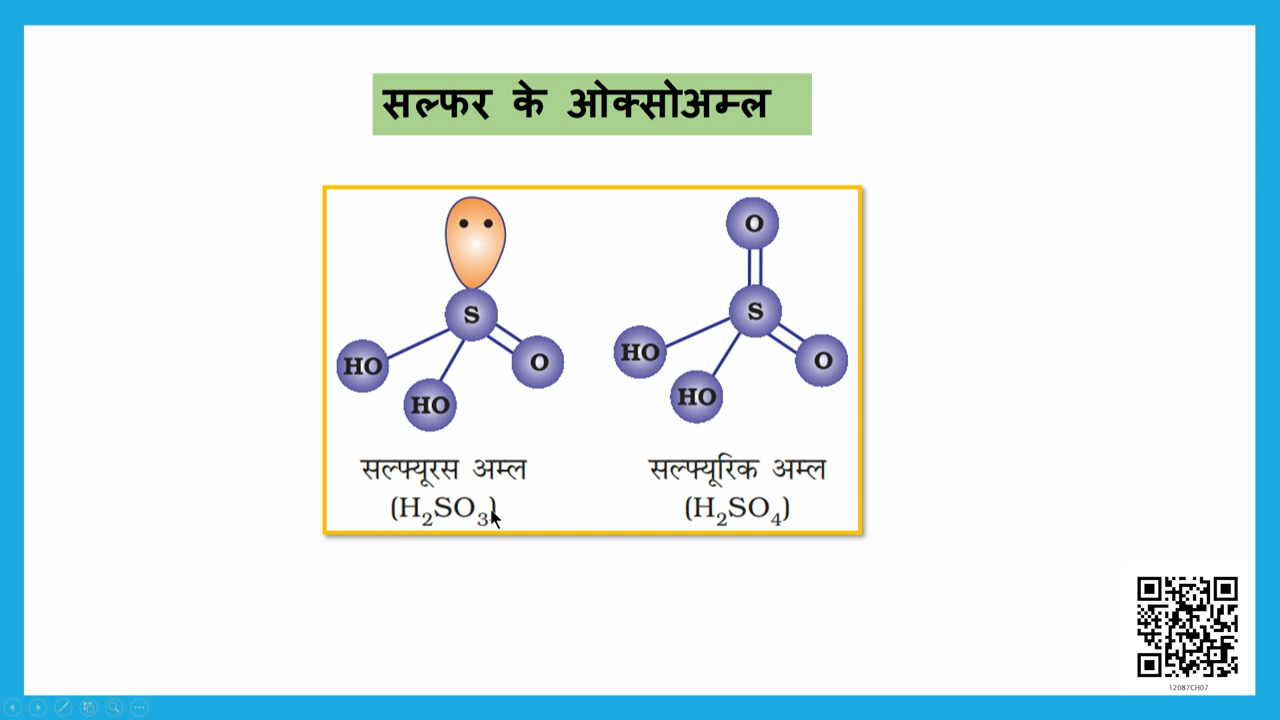 सल्फर के ओक्सोअम्ल
O
S
S
HO
O
HO
O
HO
HO
सल्फ्यूरस अम्ल
सल्फ्यूरिक अम्ल
(H₂SO₃)
(H₂SO₄)
12087CH07